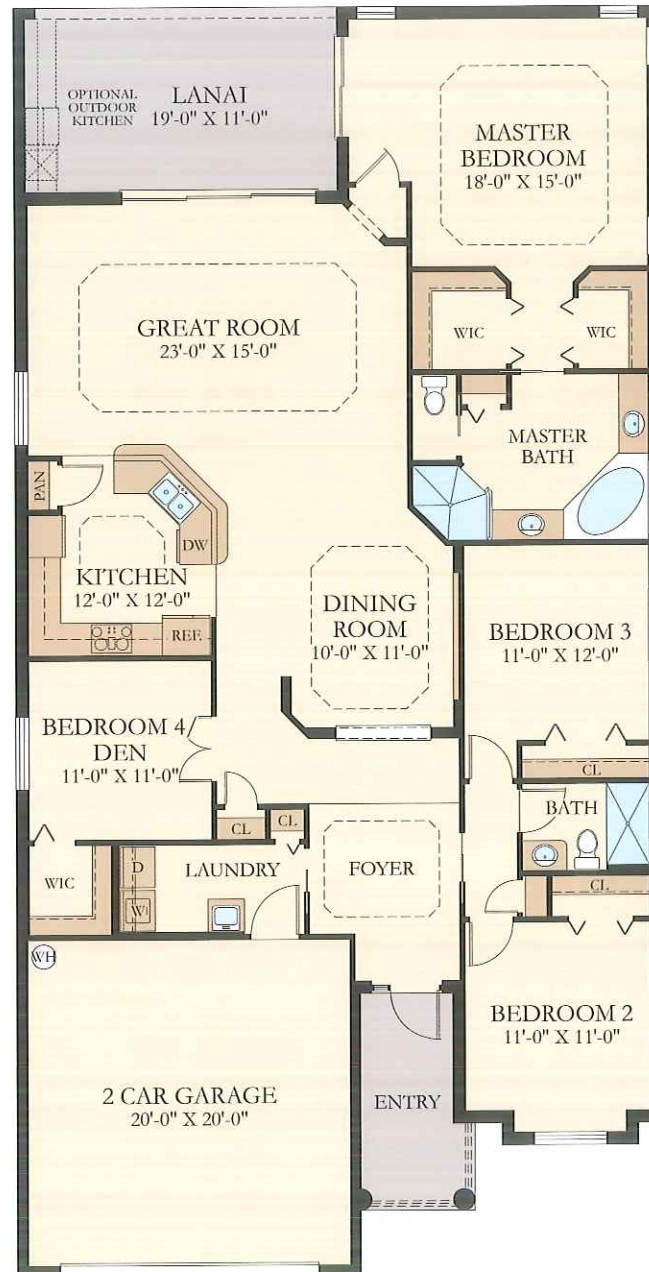 OPTIONAL
OUTDOOR
KITCHEN
LANAI
19'-0" X 11'-0"
MASTER
BEDROOM
18'-0" X 15'-0"
GREAT ROOM
23'-0" X 15'-0"
WIC
WIC
MASTER
BATH
PAN
DW
KITCHEN
12'-0" X 12'-0"
REF.
DINING
ROOM
10'-0" X 11'-0"
BEDROOM 3
11'-0" X 12'-0"
CL
BEDROOM 4
DEN
11'-0" X 11'-0"
CL
CL
BATH
WIC
D
W
LAUNDRY
FOYER
CL
WH
BEDROOM 2
11'-0" X 11'-0"
2 CAR GARAGE
20'-0" X 20'-0"
ENTRY